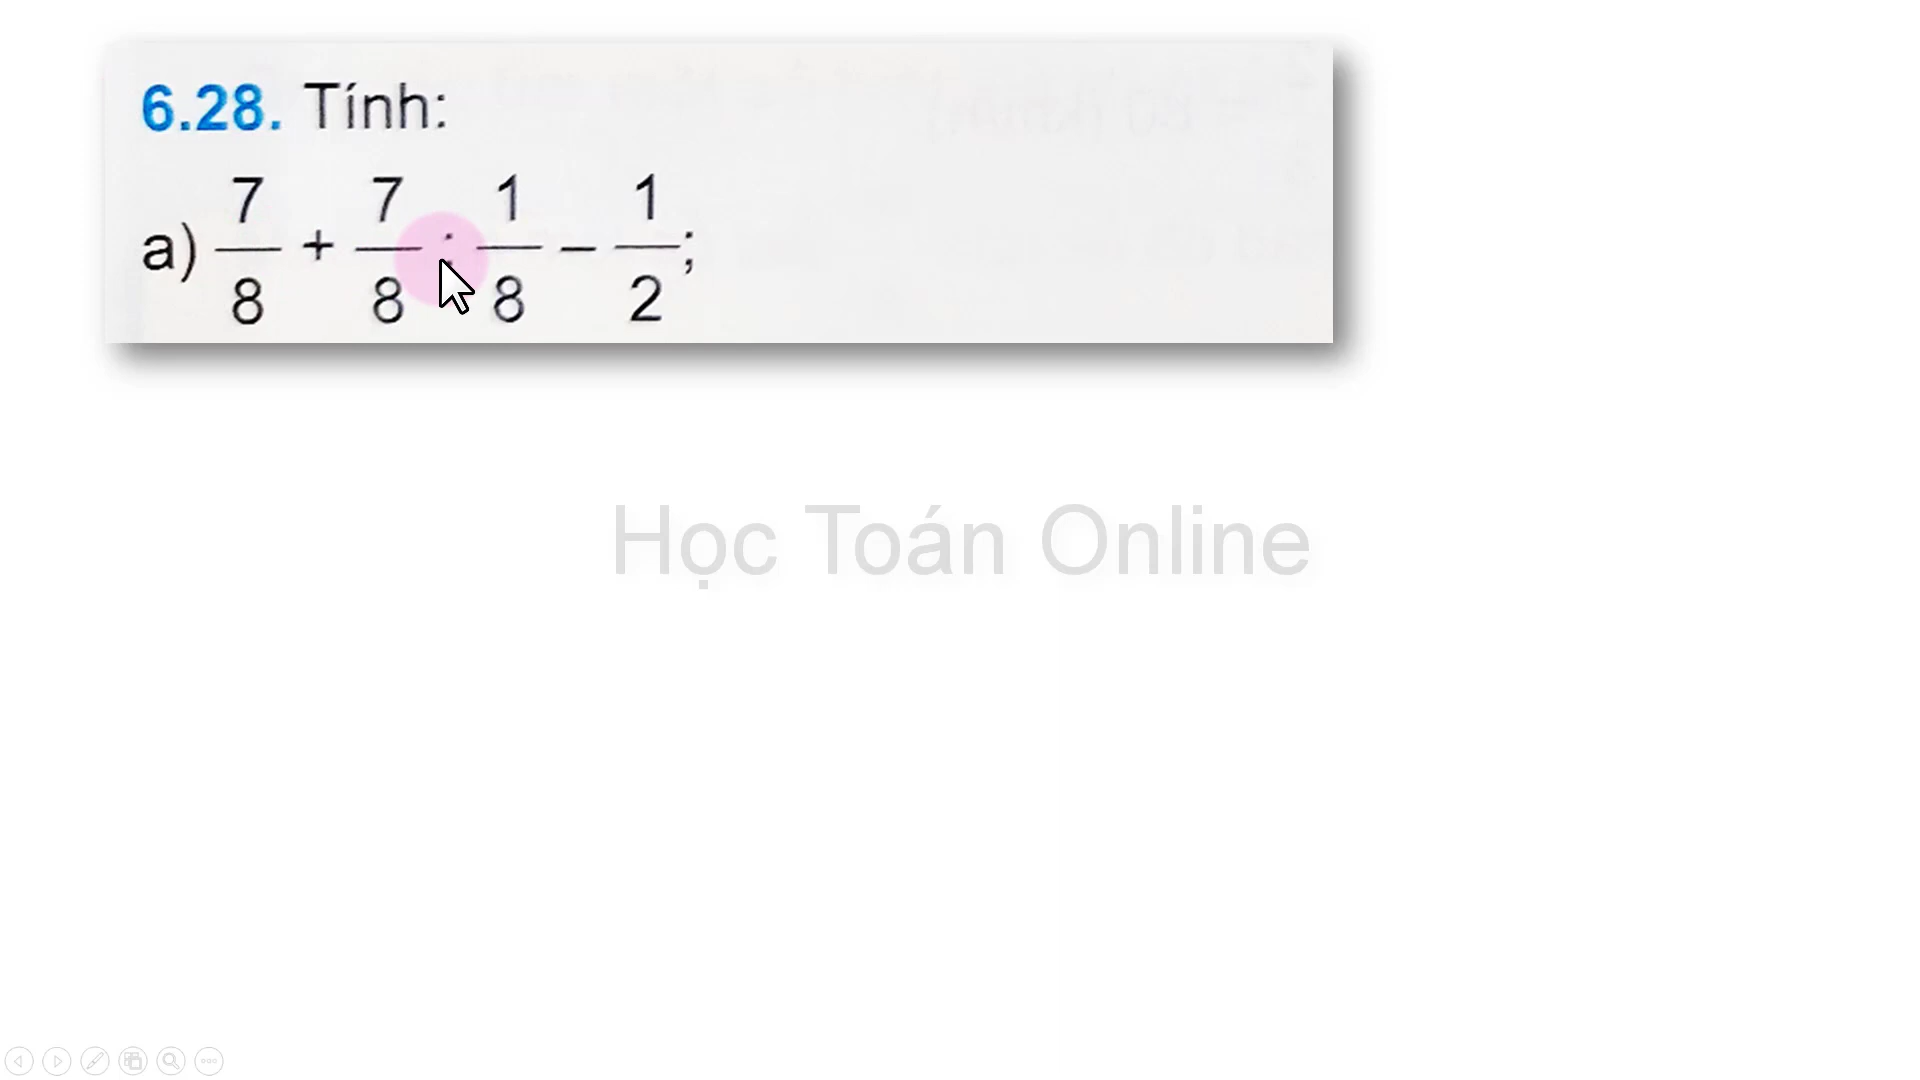 6.28. Tính:
a) 7/8 + 7/8 : 1/8 – 1/2;
Học Toán Online